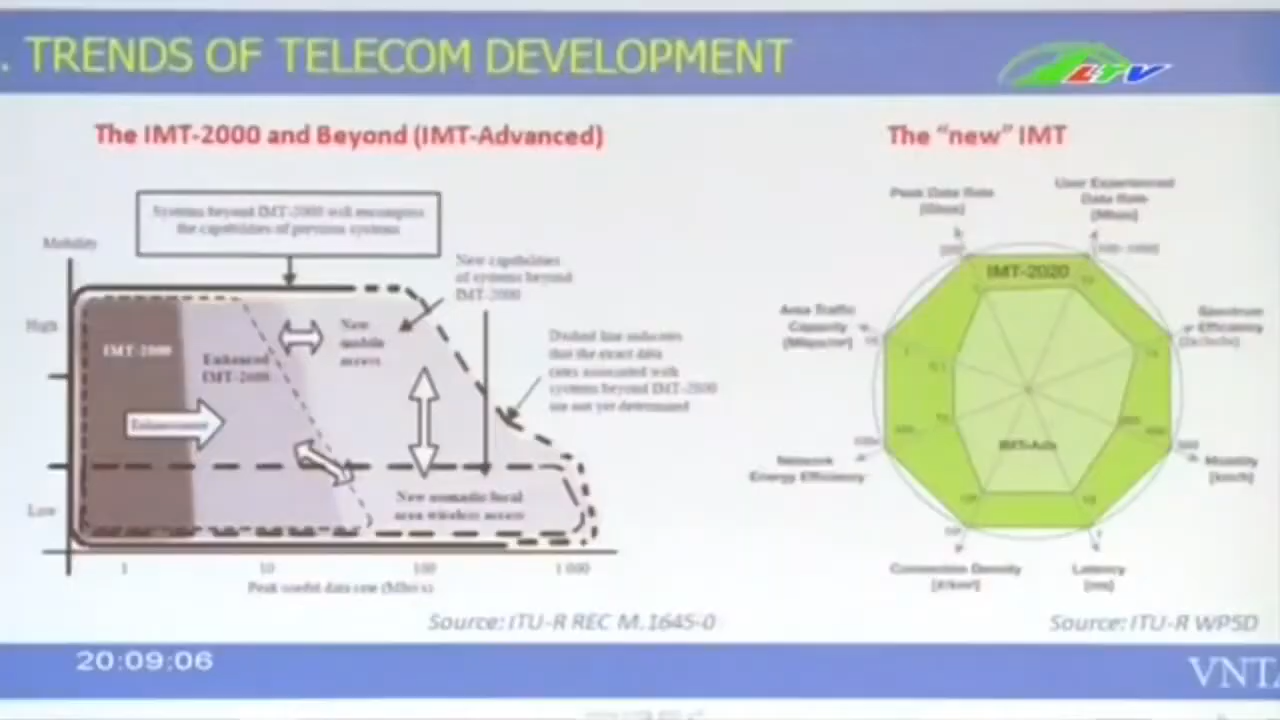 . TRENDS OF TELECOM DEVELOPMENT
LTV
The IMT-2000 and Beyond (IMT-Advanced)
The "new" IMT
Systems beyond IMT-2000 will encompass
the capabilities of previous systems
Mobility
High
Low
New capabilities
of systems beyond
IMT-2000
Dashed line indicates
that the exact data
rates associated with
systems beyond IMT-2000
are not yet determined
IMT-2000
Enhanced
IMT-2000
Enhancement
New
mobile
access
New nomadic/local
area wireless access
1
10
100
1 000
Peak useful data rate (Mbit/s)
Peak Data Rate
User Experienced
Data Rate
IMT-2020
Area Traffic
Capacity
Spectrum
Efficiency
Network
Energy Efficiency
Mobility
[km/h]
Connection Density
Latency
[ms]
Source: ITU-R REC M.1645-0
Source: ITU-R WP5D
20:09:06
VNTA